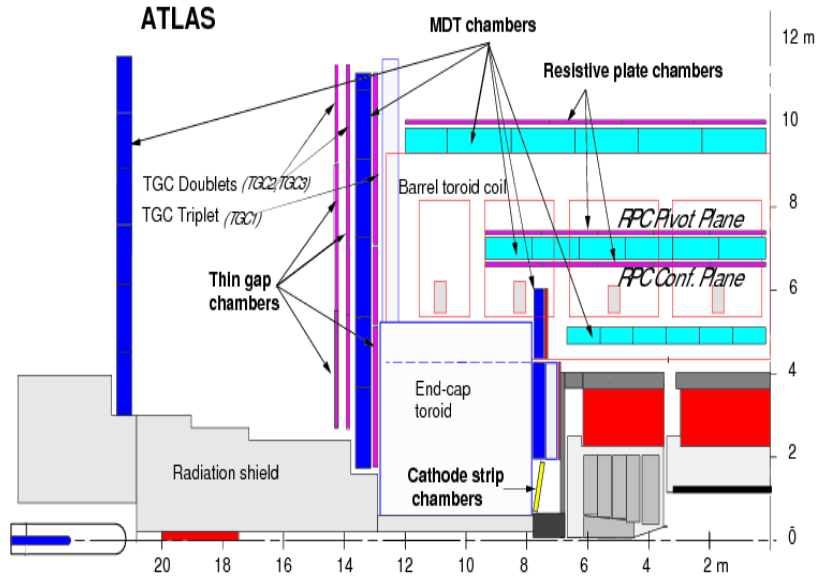 ATLAS
MDT chambers
12 m
Resistive plate chambers
10
TGC Doublets (TGC2/TGC3)
Barrel toroid coil
TGC Triplet (TGC1)
8
RPC Pivot Plane
Thin gap
chambers
RPC Conf. Plane
6
4
End-cap
toroid
2
Radiation shield
Cathode strip
chambers
0
20 18 16 14 12 10 8 6 4 2 m